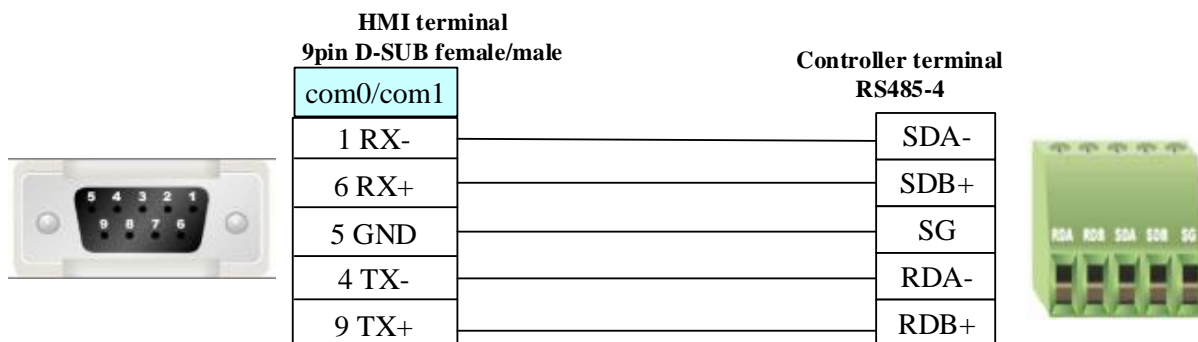 HMI terminal
9pin D-SUB female/male
Controller terminal
RS485-4
com0/com1
1 RX-
SDA-
6 RX+
SDB+
5 GND
SG
4 TX-
RDA-
9 TX+
RDB+
5 4 3 2 1
9 8 7 6
RDA RDB SDA SDB SG